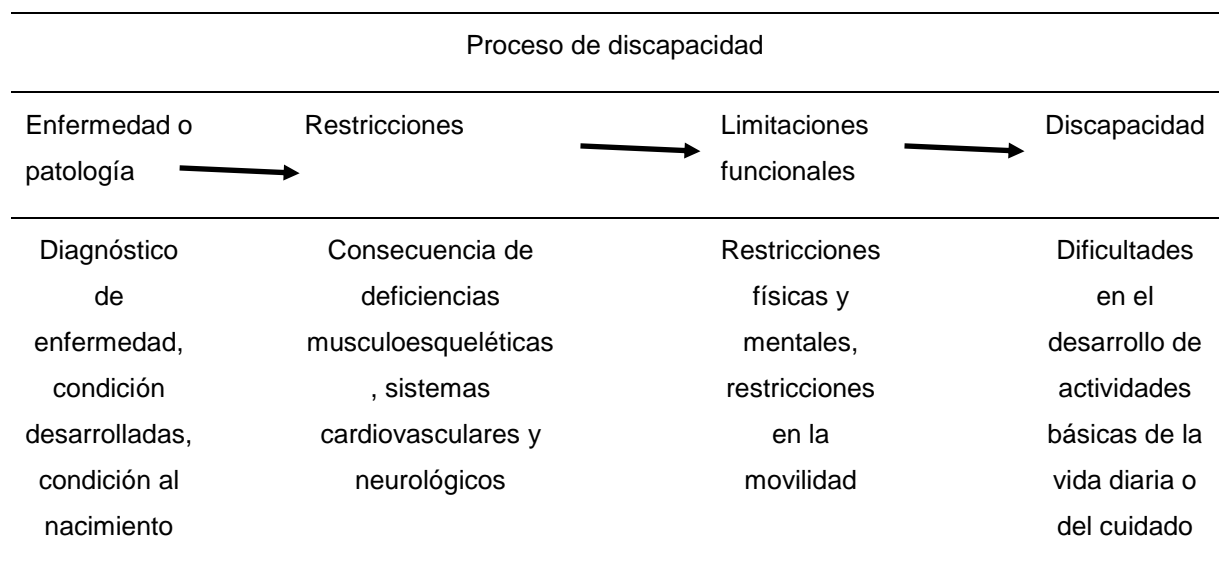 Proceso de discapacidad
Enfermedad o
patología
Restricciones
Limitaciones
funcionales
Discapacidad
Diagnóstico
de
enfermedad,
condición
desarrolladas,
condición al
nacimiento
Consecuencia de
deficiencias
musculoesqueléticas
, sistemas
cardiovasculares y
neurológicos
Restricciones
físicas y
mentales,
restricciones
en la
movilidad
Dificultades
en el
desarrollo de
actividades
básicas de la
vida diaria o
del cuidado